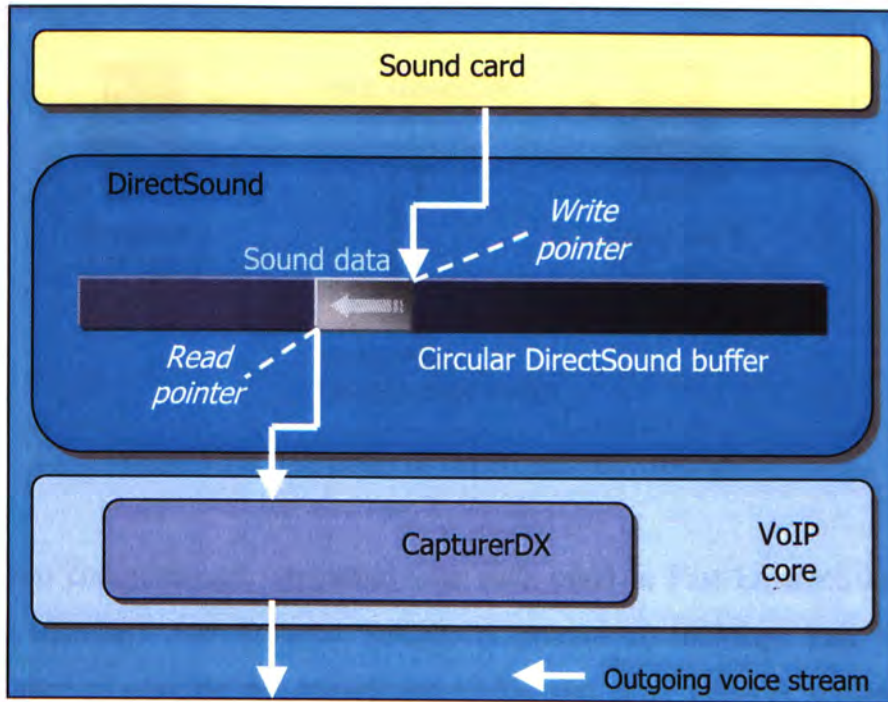 Sound card
DirectSound
Write
pointer
Sound data
Read
pointer
Circular DirectSound buffer
CapturerDX
VoIP
core
Outgoing voice stream